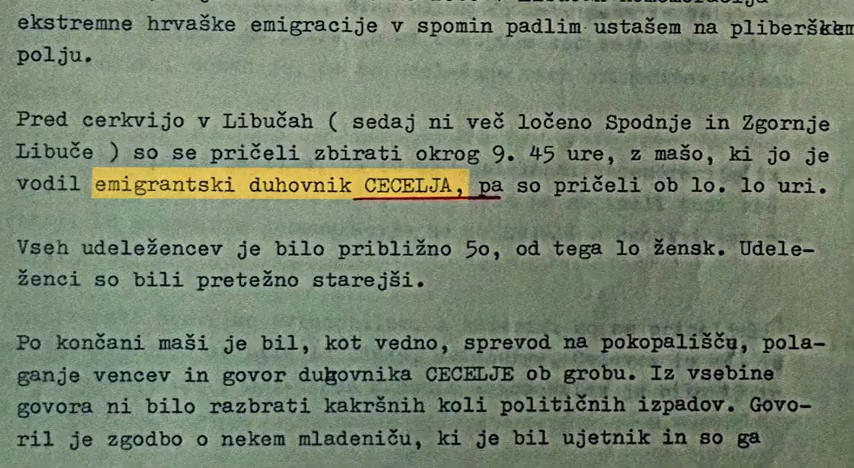 ekstremne hrvaške emigracije v spomin padlim ustašem na pliberškem
polju.
Pred cerkvijo v Libučah ( sedaj ni več ločeno Spodnje in Zgornje
Libuče ) so se pričeli zbirati okrog 9. 45 ure, z mašo, ki jo je
vodil emigrantski duhovnik CECELJA, pa so pričeli ob lo. lo uri.
Vseh udeležencev je bilo približno 5o, od tega lo žensk. Udele-
ženci so bili pretežno starejši.
Po končani maši je bil, kot vedno, sprevod na pokopališču, pola-
ganje vencev in govor duhovnika CECELJE ob grobu. Iz vsebine
govora ni bilo razbrati kakršnih koli političnih izpadov. Govo-
ril je zgodbo o nekem mladeniču, ki je bil ujetnik in so ga